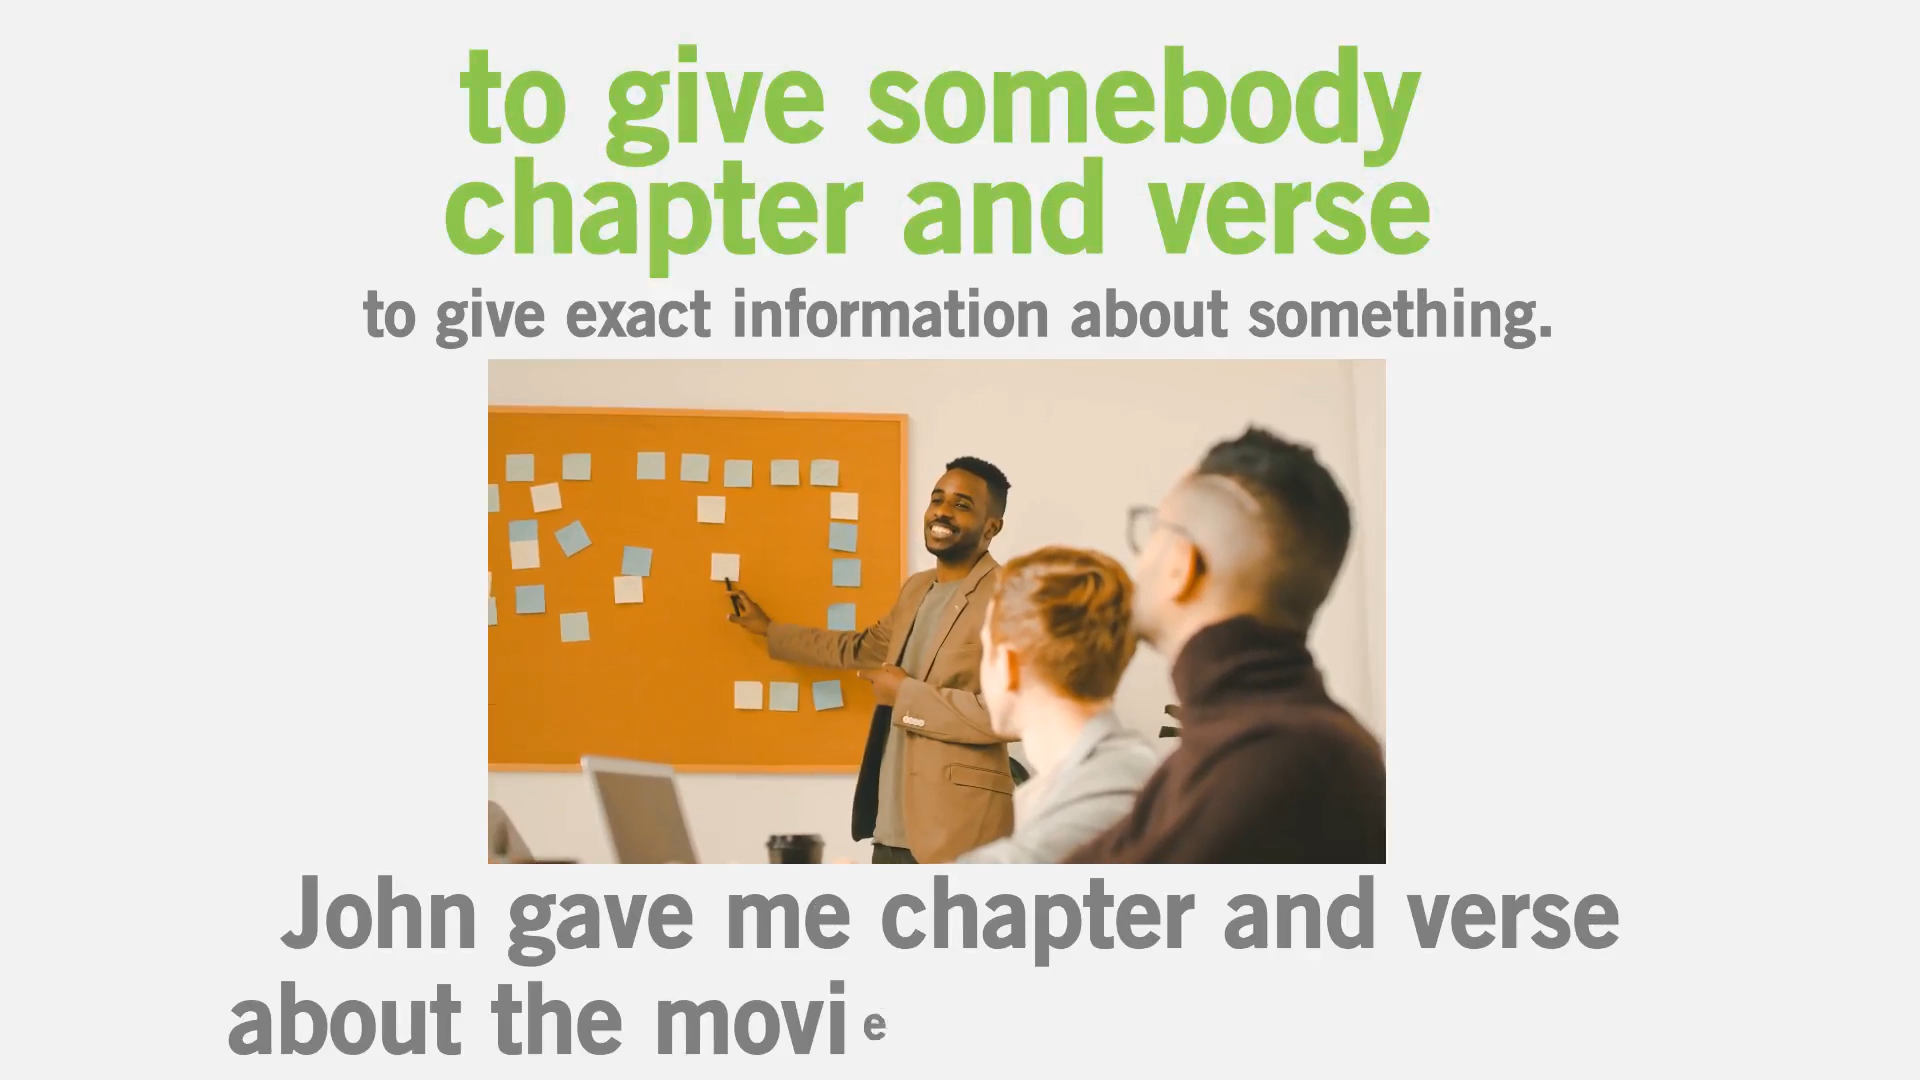 to give somebody
chapter and verse
to give exact information about something.
John gave me chapter and verse
about the movie